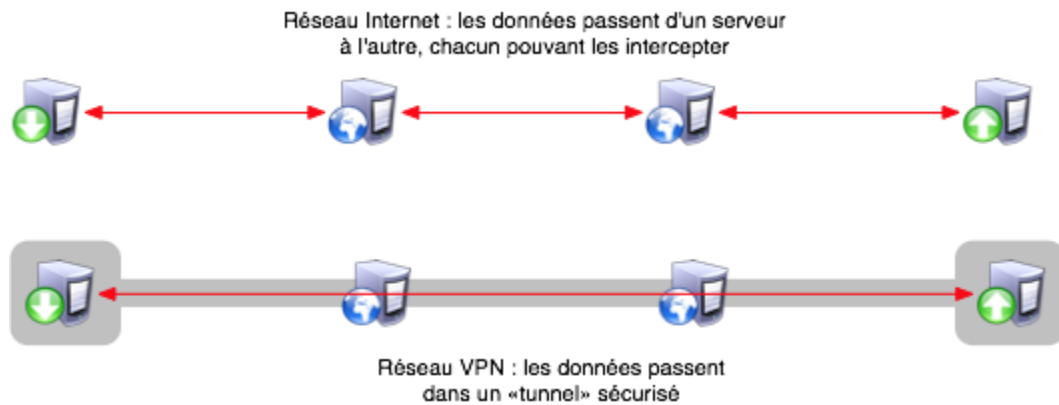 Réseau Internet : les données passent d'un serveur
à l'autre, chacun pouvant les intercepter
Réseau VPN : les données passent
dans un «tunnel» sécurisé